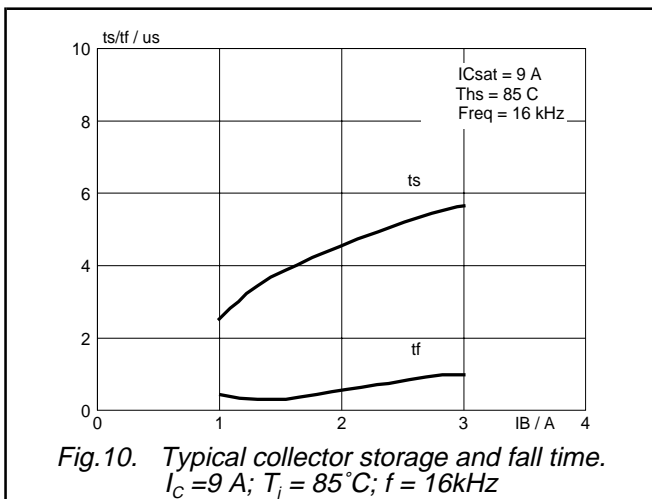 ts/tf / us
10
ICsat = 9 A
Ths = 85 C
Freq = 16 kHz
8
ts
6
4
2
tf
0
0
1
2
3
IB / A
4
Fig.10. Typical collector storage and fall time.
IC =9 A; Tj = 85˚C; f = 16kHz